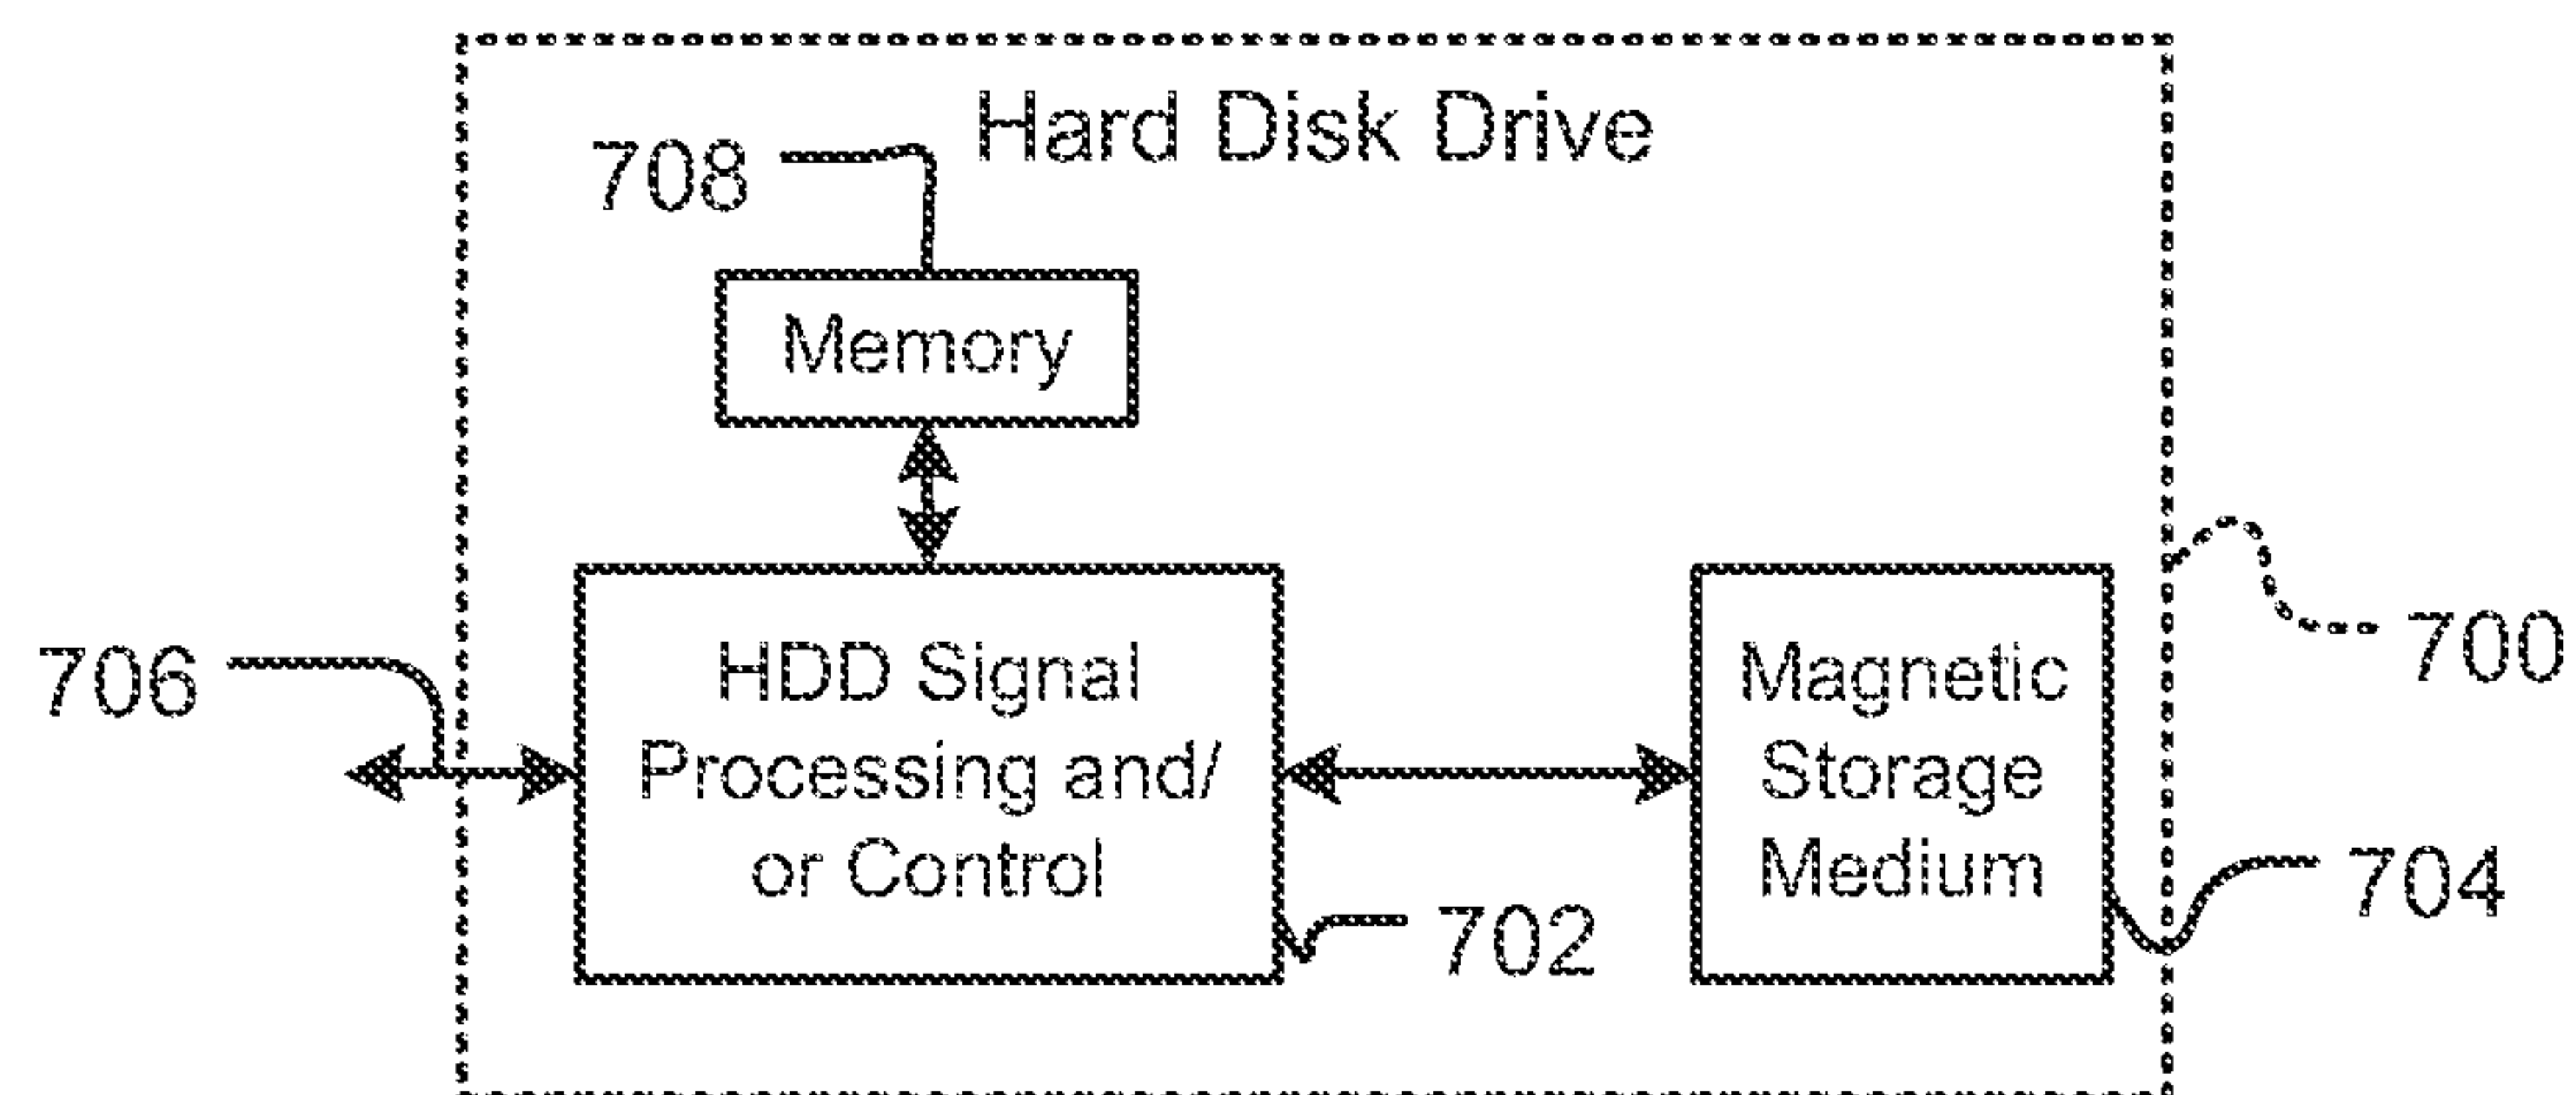 Hard Disk Drive
708
Memory
706
HDD Signal
Processing and/
or Control
702
Magnetic
Storage
Medium
700
704